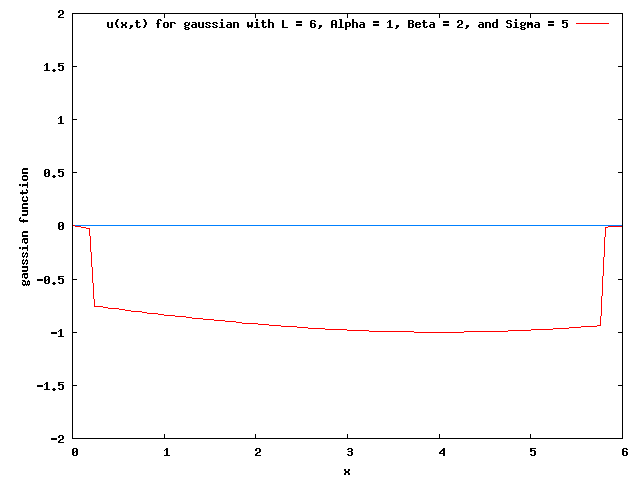 u(x,t) for gaussian with L = 6, Alpha = 1, Beta = 2, and Sigma = 5
2
1.5
1
0.5
0
-0.5
-1
-1.5
-2
gaussian function
0 1 2 3 4 5 6
x